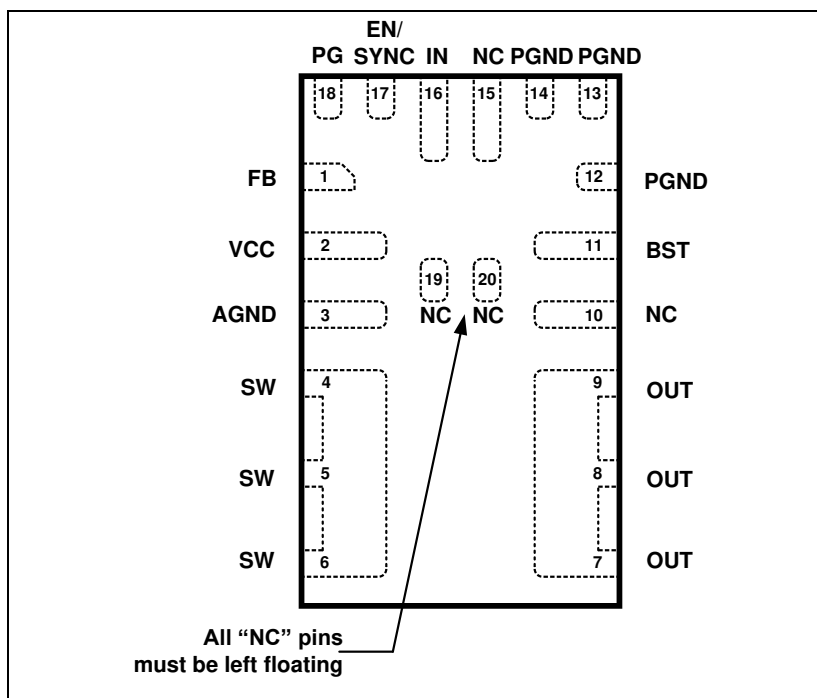 EN/
PG SYNC IN NC PGND PGND
18 17 16 15 14 13
FB 1 12 PGND
VCC 2 11 BST
19 20
AGND 3 NC NC 10 NC
SW 4 9 OUT
SW 5 8 OUT
SW 6 7 OUT
All “NC” pins
must be left floating